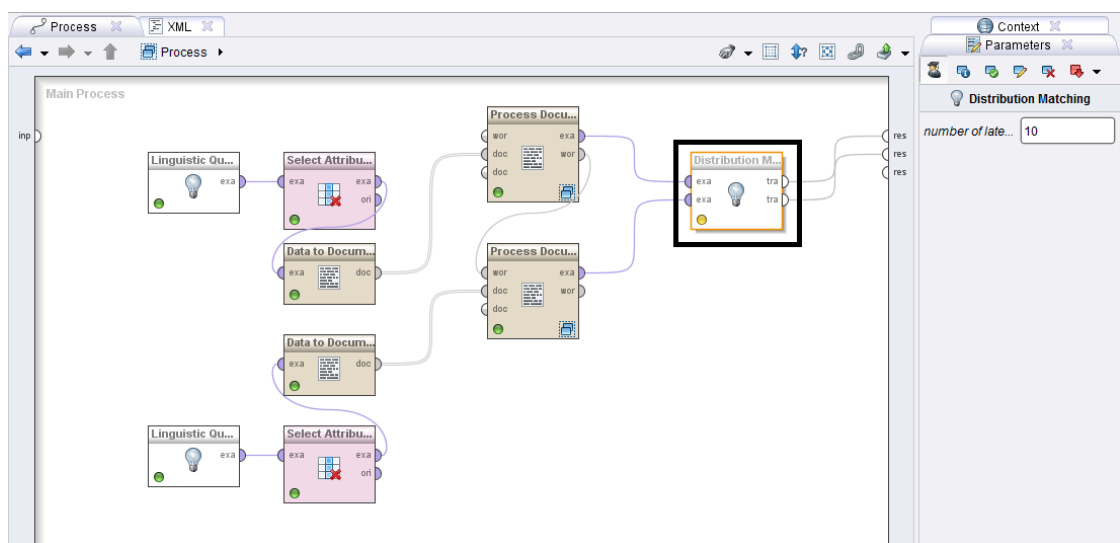 Process
XML
Context
Process
Parameters
Distribution Matching
number of late... 10
Main Process
inp
res
res
res
Linguistic Qu...
exa
Select Attribu...
exa exa
ori
Process Docu...
wor exa
doc wor
doc
Distribution M...
exa tra
exa tra
Data to Docum...
exa doc
Process Docu...
wor exa
doc wor
doc
Data to Docum...
exa doc
Linguistic Qu...
exa
Select Attribu...
exa exa
ori